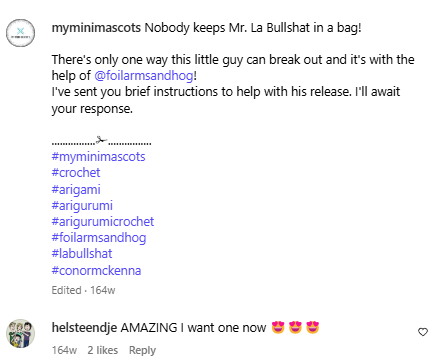 myminimascots Nobody keeps Mr. La Bullshat in a bag!
There's only one way this little guy can break out and it's with the
help of @foilarmsandhog!
I've sent you brief instructions to help with his release. I'll await
your response.
................✂️................
#myminimascots
#crochet
#arigami
#arigurumi
#arigurumicrochet
#foilarmsandhog
#labullshat
#conormckenna
Edited · 164w
helsteendje AMAZING I want one now 😍 😍 😍
164w 2 likes Reply